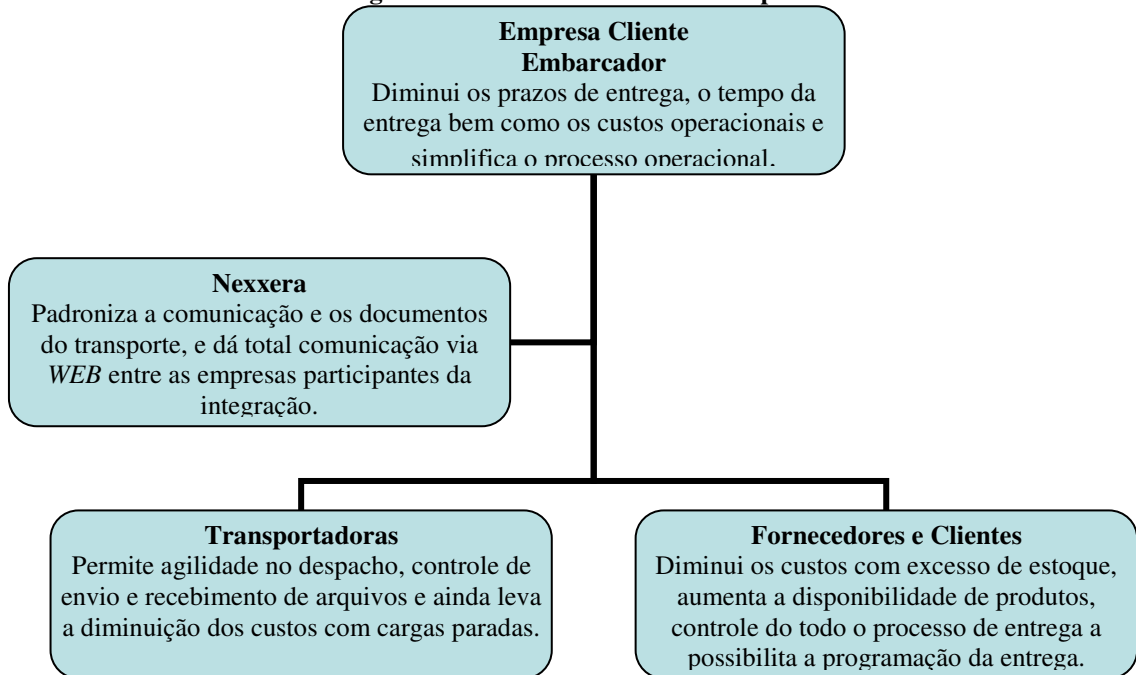 Empresa Cliente
Embarcador
Diminui os prazos de entrega, o tempo da
entrega bem como os custos operacionais e
simplifica o processo operacional.
Nexxera
Padroniza a comunicação e os documentos
do transporte, e dá total comunicação via
WEB entre as empresas participantes da
integração.
Transportadoras
Permite agilidade no despacho, controle de
envio e recebimento de arquivos e ainda leva
a diminuição dos custos com cargas paradas.
Fornecedores e Clientes
Diminui os custos com excesso de estoque,
aumenta a disponibilidade de produtos,
controle do todo o processo de entrega a
possibilita a programação da entrega.